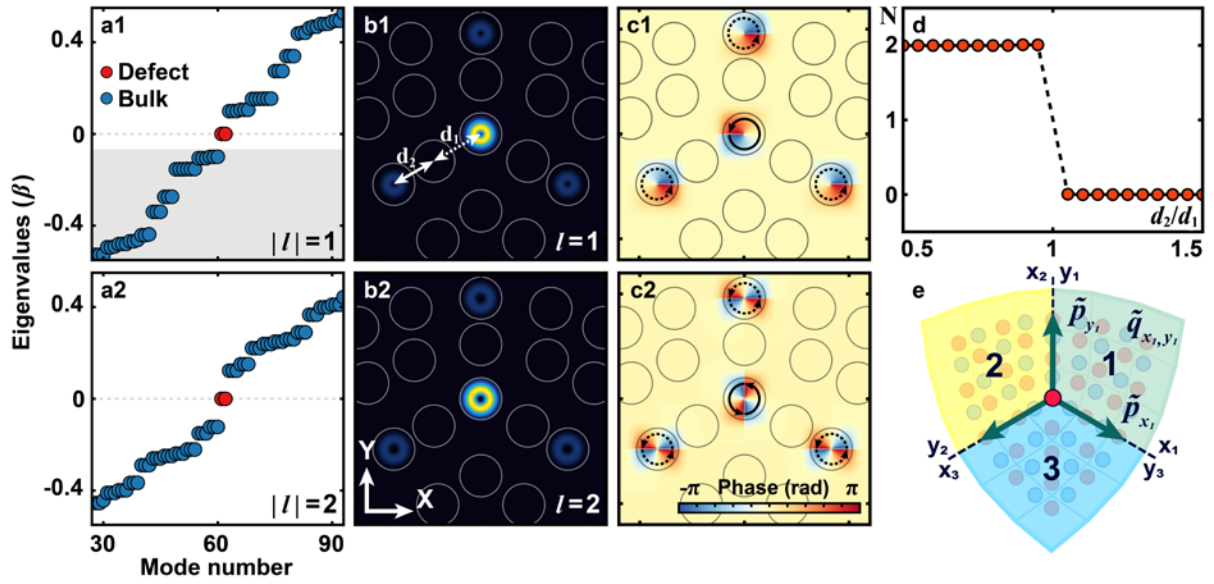 a1
0.4
0
-0.4
Defect
Bulk
|l|=1
Eigenvalues (β)
a2
0.4
0
-0.4
|l|=2
30
60
90
Mode number
b1
d₁
d₂
l=1
b2
Y
X
l=2
c1
c2
-π Phase (rad) π
N
d
2
0
d₂/d₁
0.5
1
1.5
e
x₂ y₁
p̃y₁
q̃x₁,y₁
2
1
p̃x₁
y₂
x₃
3
x₁
y₃